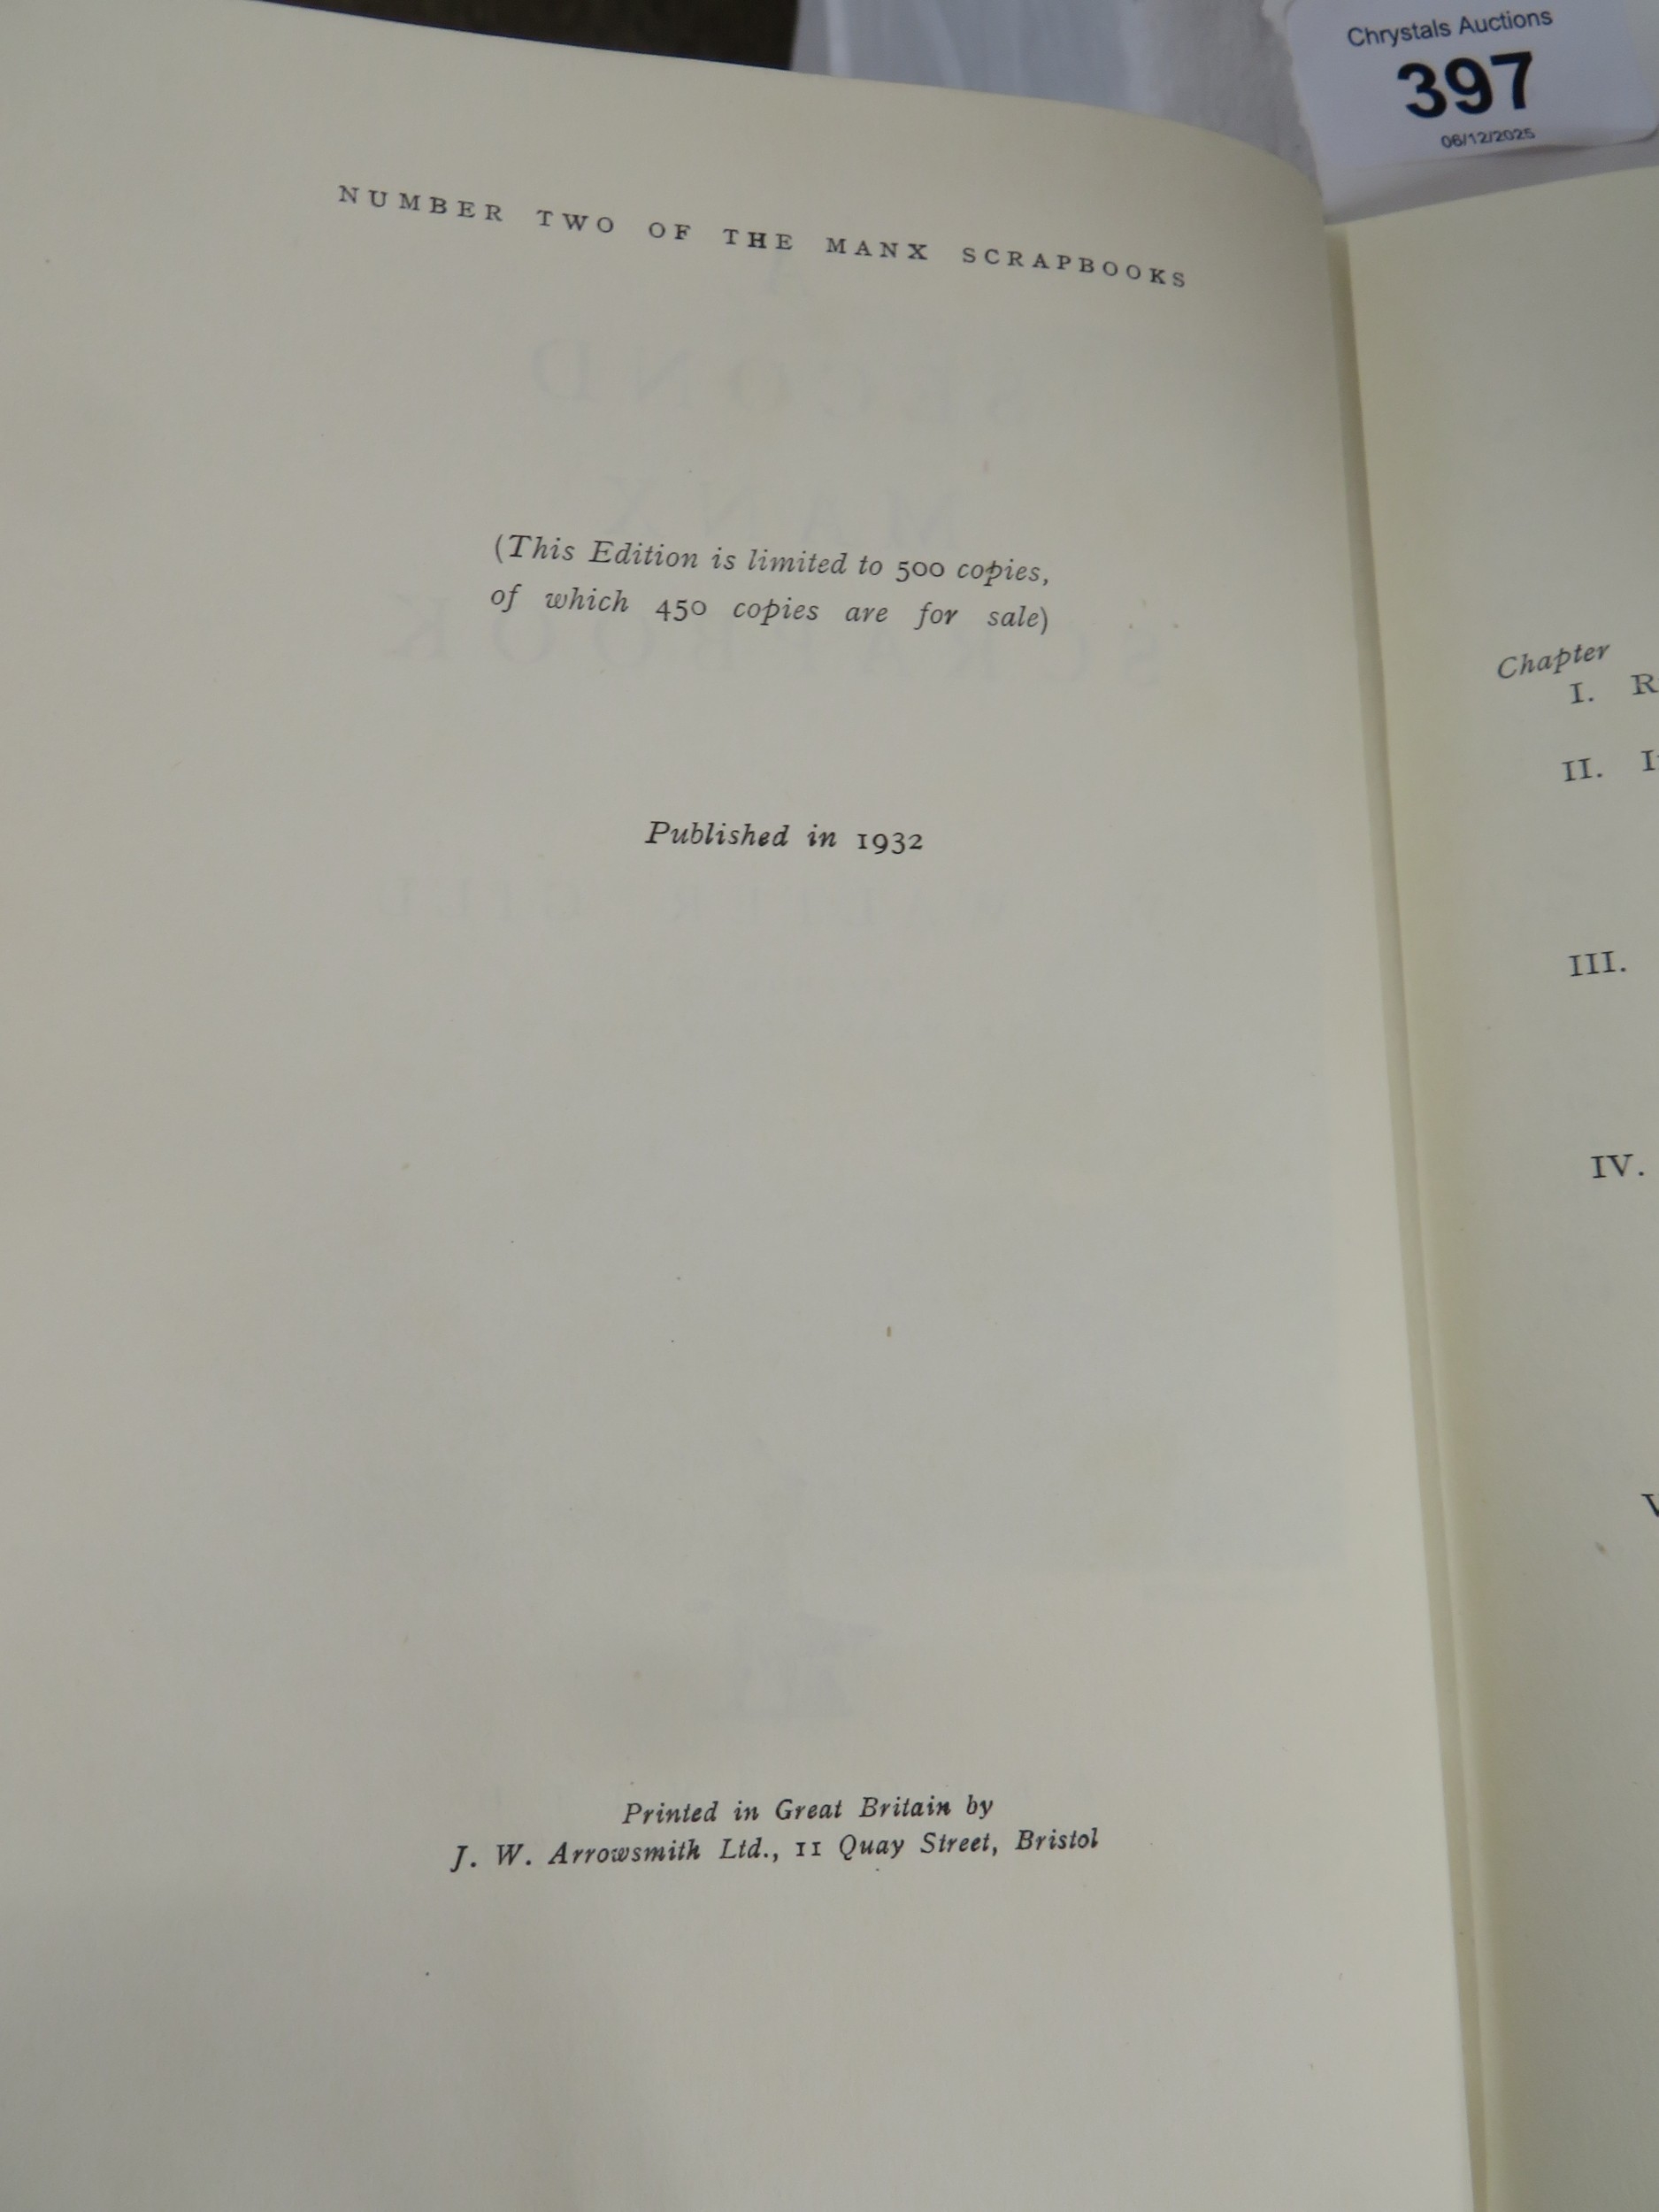 Chrystals Auctions
397
06/12/2025
NUMBER TWO OF THE MANX SCRAPBOOKS
(This Edition is limited to 500 copies,
of which 450 copies are for sale)
Published in 1932
Printed in Great Britain by
J. W. Arrowsmith Ltd., 11 Quay Street, Bristol
Chapter
I.
II.
III.
IV.